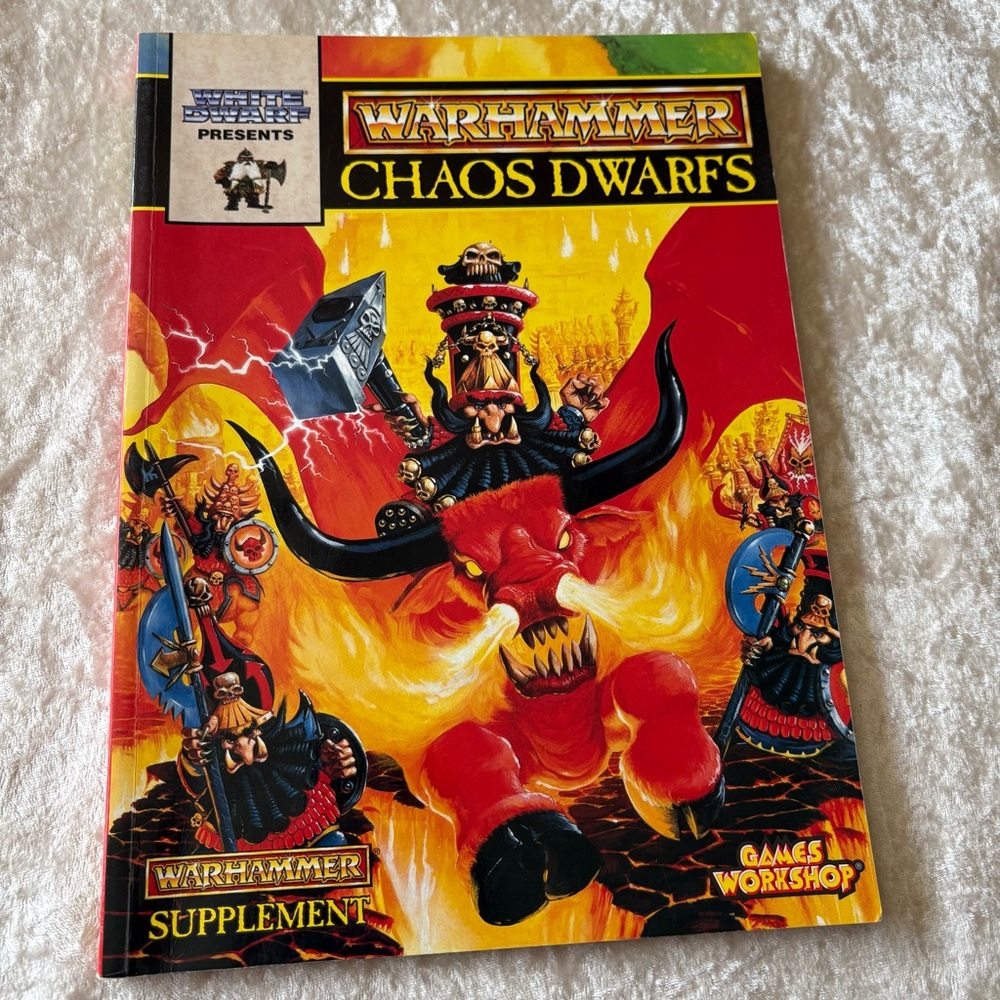 WHITE
DWARF
PRESENTS
WARHAMMER
CHAOS DWARFS
WARHAMMER®
SUPPLEMENT
GAMES
WORKSHOP®